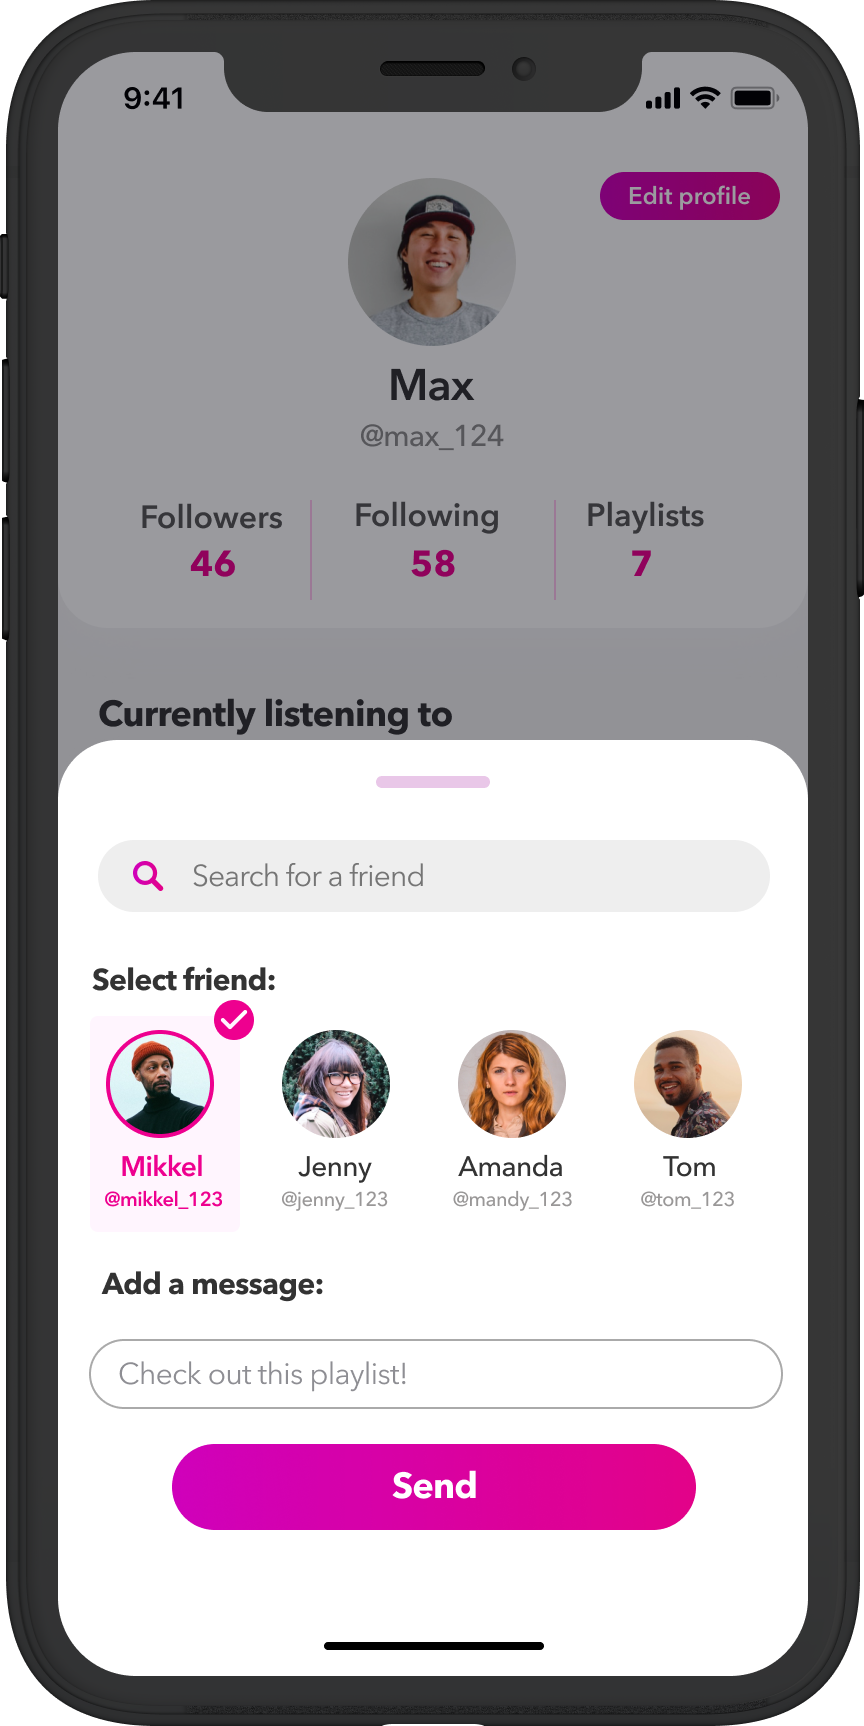 9:41
Edit profile
Max
@max_124
Followers Following Playlists
46 58 7
Currently listening to
Search for a friend
Select friend:
Mikkel Jenny Amanda Tom
@mikkel_123 @jenny_123 @mandy_123 @tom_123
Add a message:
Check out this playlist!
Send